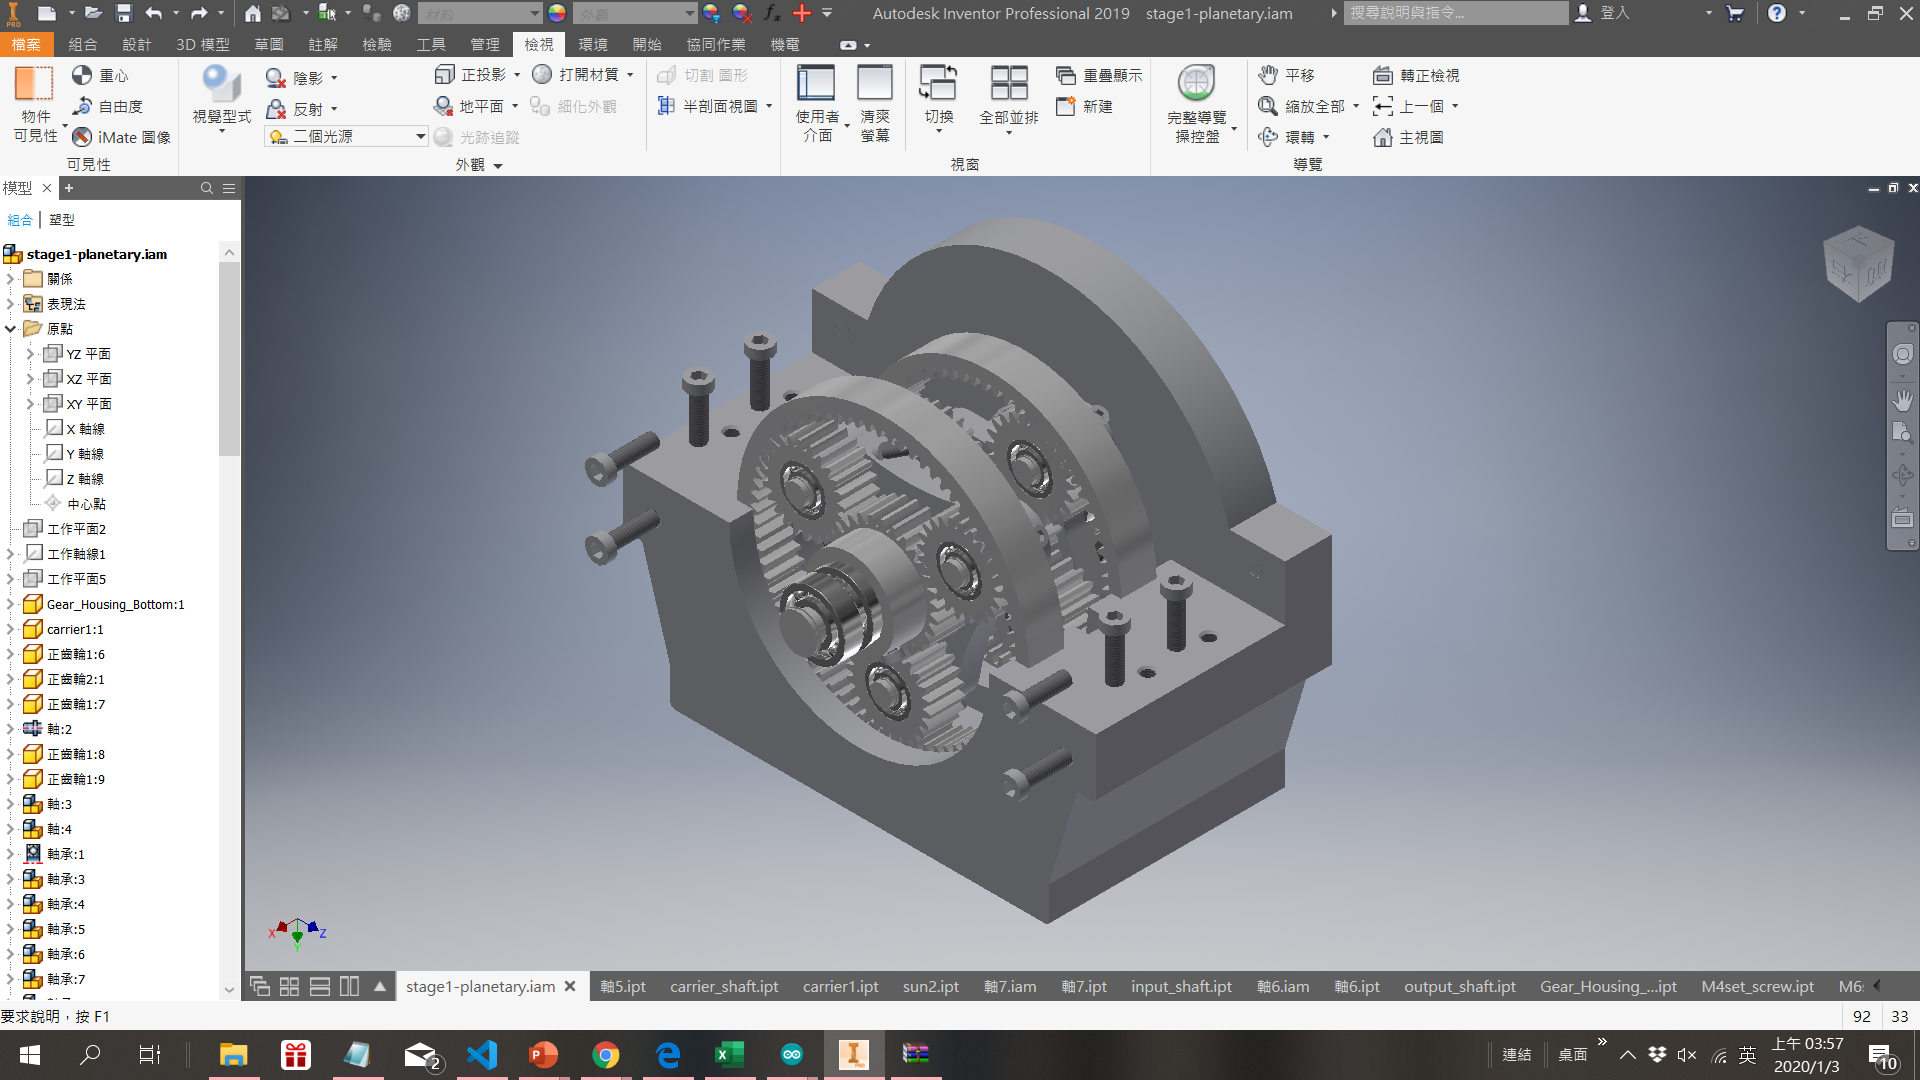 PRO
材料
外觀
fx
Autodesk Inventor Professional 2019 stage1-planetary.iam
搜尋說明與指令...
登入
檔案 組合 設計 3D 模型 草圖 註解 檢驗 工具 管理 檢視 環境 開始 協同作業 機電
物件
可見性
重心
自由度
iMate 圖像
可見性
視覺型式
陰影
反射
二個光源
正投影
地平面
光跡追蹤
打開材質
細化外觀
外觀
切割 圖形
半剖面視圖
使用者
介面
清爽
螢幕
切換
全部並排
重疊顯示
新建
視窗
完整導覽
操控盤
平移
縮放全部
環轉
轉正檢視
上一個
主視圖
導覽
模型
組合 塑型
stage1-planetary.iam
關係
表現法
原點
YZ 平面
XZ 平面
XY 平面
X 軸線
Y 軸線
Z 軸線
中心點
工作平面2
工作軸線1
工作平面5
Gear_Housing_Bottom:1
carrier1:1
正齒輪1:6
正齒輪2:1
正齒輪1:7
軸:2
正齒輪1:8
正齒輪1:9
軸:3
軸:4
軸承:1
軸承:3
軸承:4
軸承:5
軸承:6
軸承:7
X Y Z
stage1-planetary.iam 軸5.ipt carrier_shaft.ipt carrier1.ipt sun2.ipt 軸7.iam 軸7.ipt input_shaft.ipt 軸6.iam 軸6.ipt output_shaft.ipt Gear_Housing_...ipt M4set_screw.ipt
要求說明，按 F1
92 33
2
連結 桌面
英
上午 03:57
2020/1/3
10